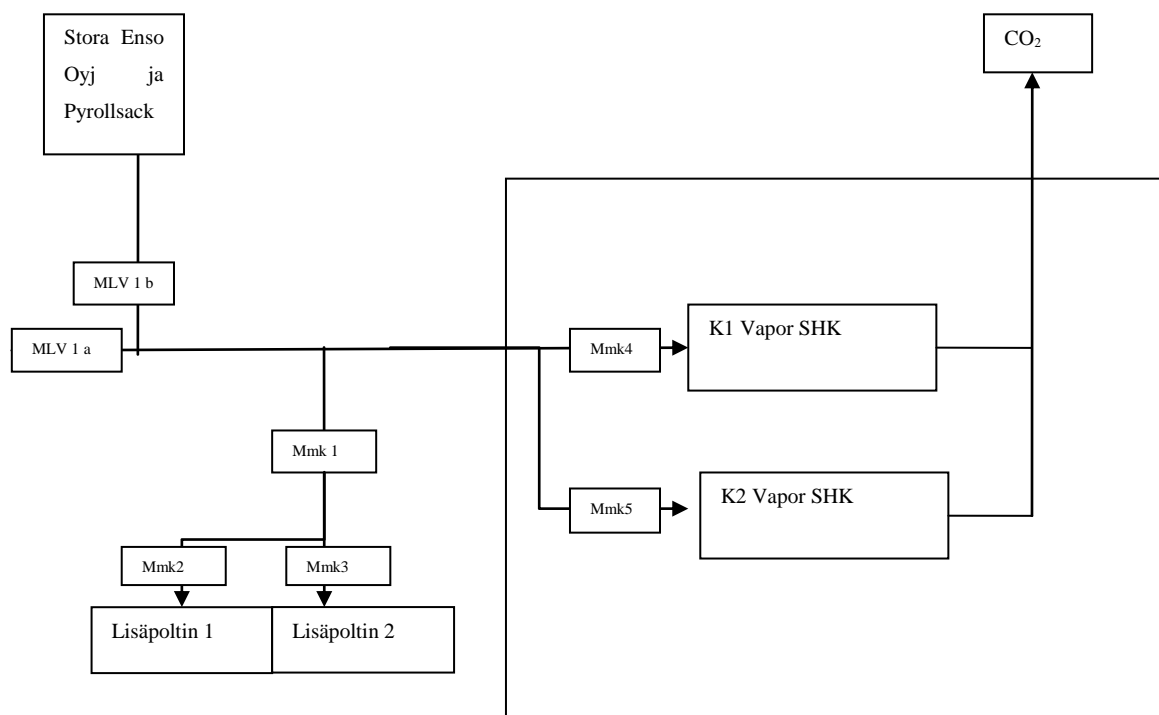 Stora Enso
Oyj ja
Pyrollsack
CO₂
MLV 1 b
MLV 1 a
Mmk4
K1 Vapor SHK
Mmk 1
Mmk5
K2 Vapor SHK
Mmk2
Mmk3
Lisäpoltin 1
Lisäpoltin 2